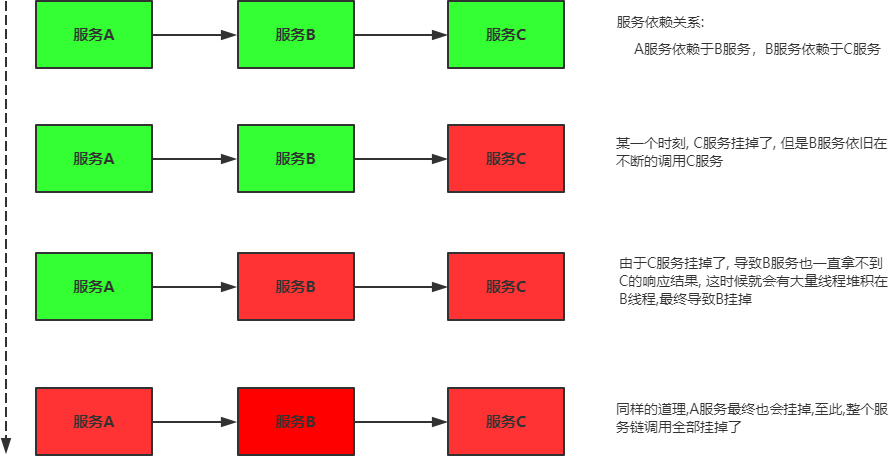 服务A
服务B
服务C
服务依赖关系:
A服务依赖于B服务，B服务依赖于C服务
服务A
服务B
服务C
某一个时刻, C服务挂掉了, 但是B服务依旧在
不断的调用C服务
服务A
服务B
服务C
由于C服务挂掉了, 导致B服务也一直拿不到
C的响应结果, 这时候就会有大量线程堆积在
B线程,最终导致B挂掉
服务A
服务B
服务C
同样的道理,A服务最终也会挂掉,至此,整个服
务链调用全部挂掉了